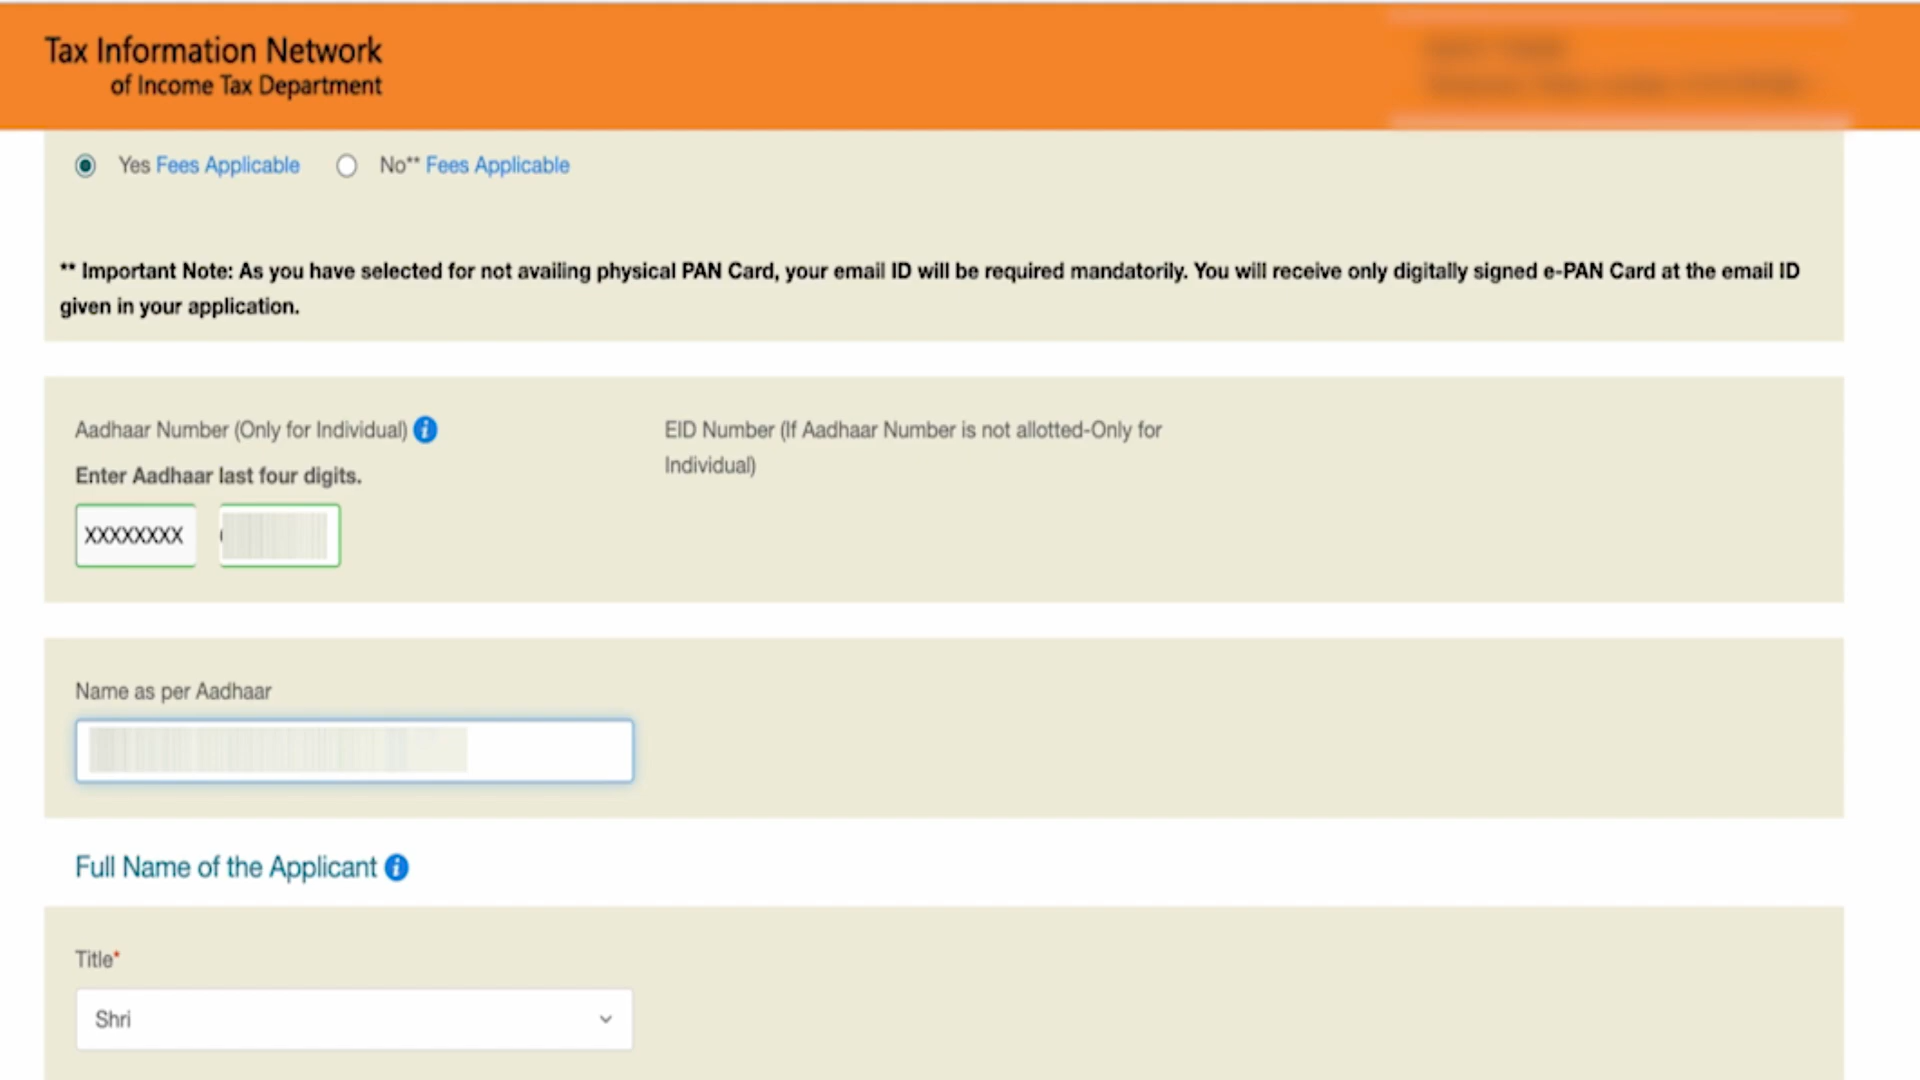 Tax Information Network
of Income Tax Department
Yes Fees Applicable No** Fees Applicable
** Important Note: As you have selected for not availing physical PAN Card, your email ID will be required mandatorily. You will receive only digitally signed e-PAN Card at the email ID
given in your application.
Aadhaar Number (Only for Individual)
EID Number (If Aadhaar Number is not allotted-Only for
Individual)
Enter Aadhaar last four digits.
XXXXXXXX
Name as per Aadhaar
Full Name of the Applicant
Title*
Shri